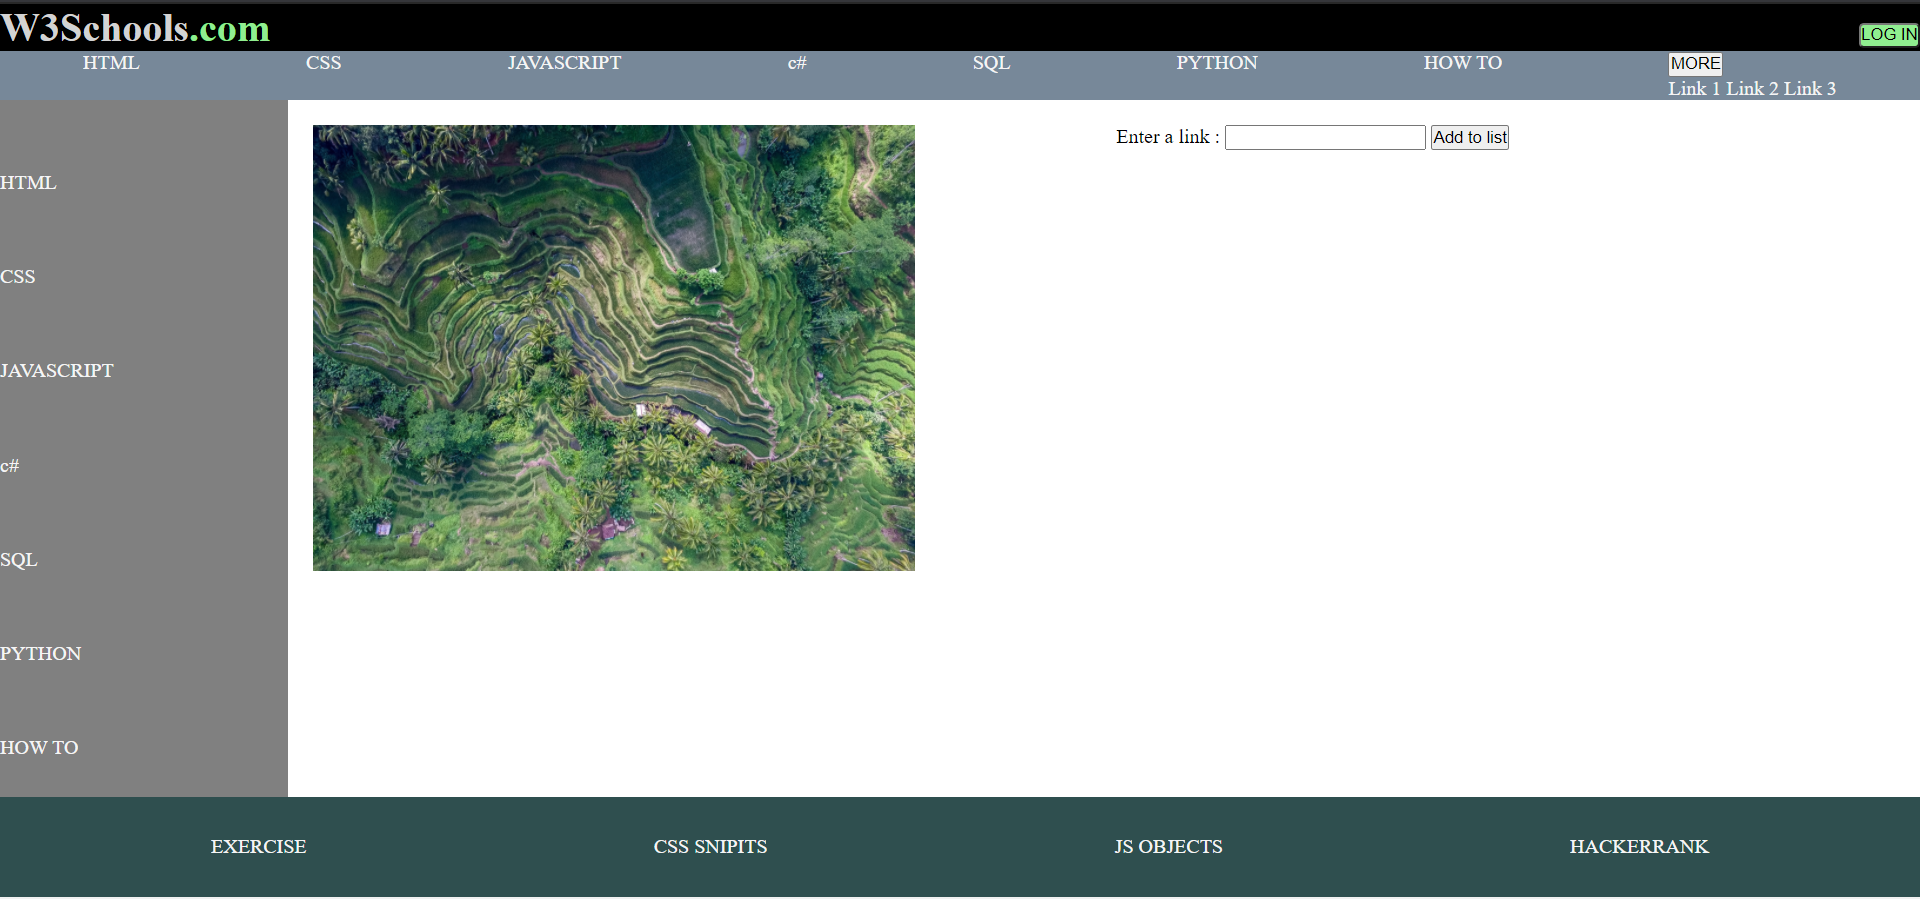 W3Schools.com
LOG IN
HTML CSS JAVASCRIPT c# SQL PYTHON HOW TO MORE
Link 1 Link 2 Link 3
Enter a link : Add to list
HTML
CSS
JAVASCRIPT
c#
SQL
PYTHON
HOW TO
EXERCISE CSS SNIPITS JS OBJECTS HACKERRANK